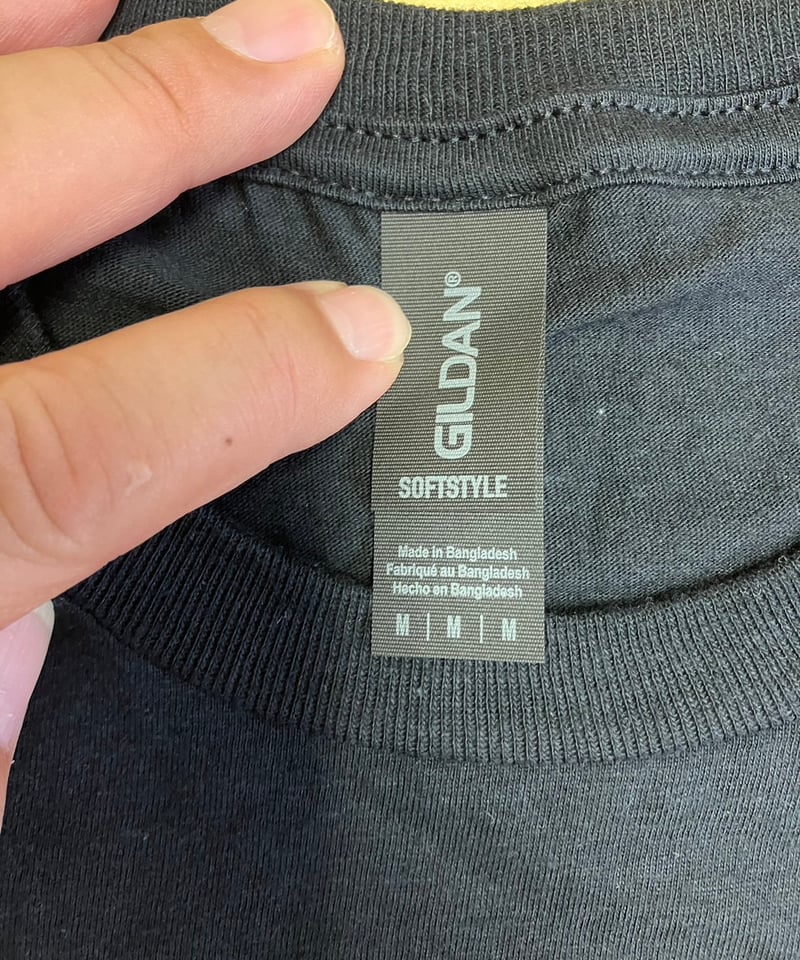 GILDAN®
SOFTSTYLE
Made in Bangladesh
Fabriqué au Bangladesh
Hecho en Bangladesh
M | M | M